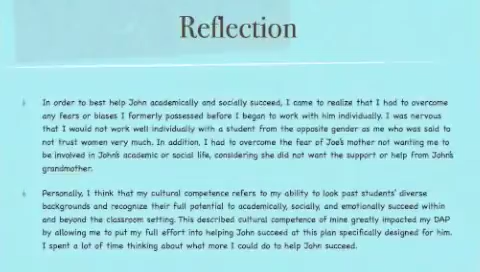 Reflection
In order to best help John academically and socially succeed, I came to realize that I had to overcome
any fears or biases I formerly possessed before I began to work with him individually. I was nervous
that I would not work well individually with a student from the opposite gender as me who was said to
not trust women very much. In addition, I had to overcome the fear of Joe's mother not wanting me to
be involved in John's academic or social life, considering she did not want the support or help from John's
grandmother.
Personally, I think that my cultural competence refers to my ability to look past students' diverse
backgrounds and recognize their full potential to academically, socially, and emotionally succeed within
and beyond the classroom setting. This described cultural competence of mine greatly impacted my DAP
by allowing me to put my full effort into helping John succeed at this plan specifically designed for him.
I spent a lot of time thinking about what more I could do to help John succeed.